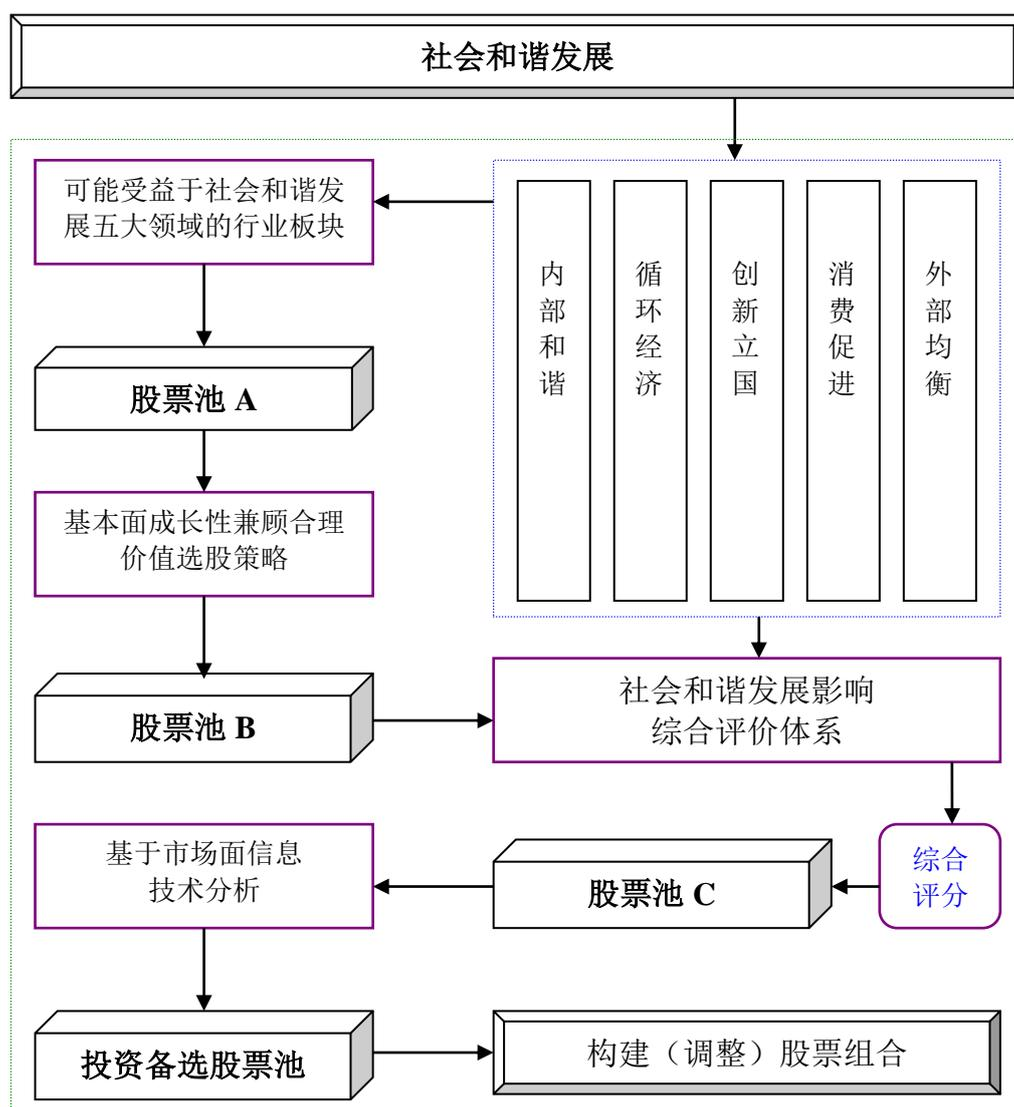 社会和谐发展
可能受益于社会和谐发
展五大领域的行业板块
内部和谐
循环经济
创新立国
消费促进
外部均衡
股票池 A
基本面成长性兼顾合理
价值选股策略
股票池 B
社会和谐发展影响
综合评价体系
综合
评分
股票池 C
基于市场面信息
技术分析
投资备选股票池
构建（调整）股票组合